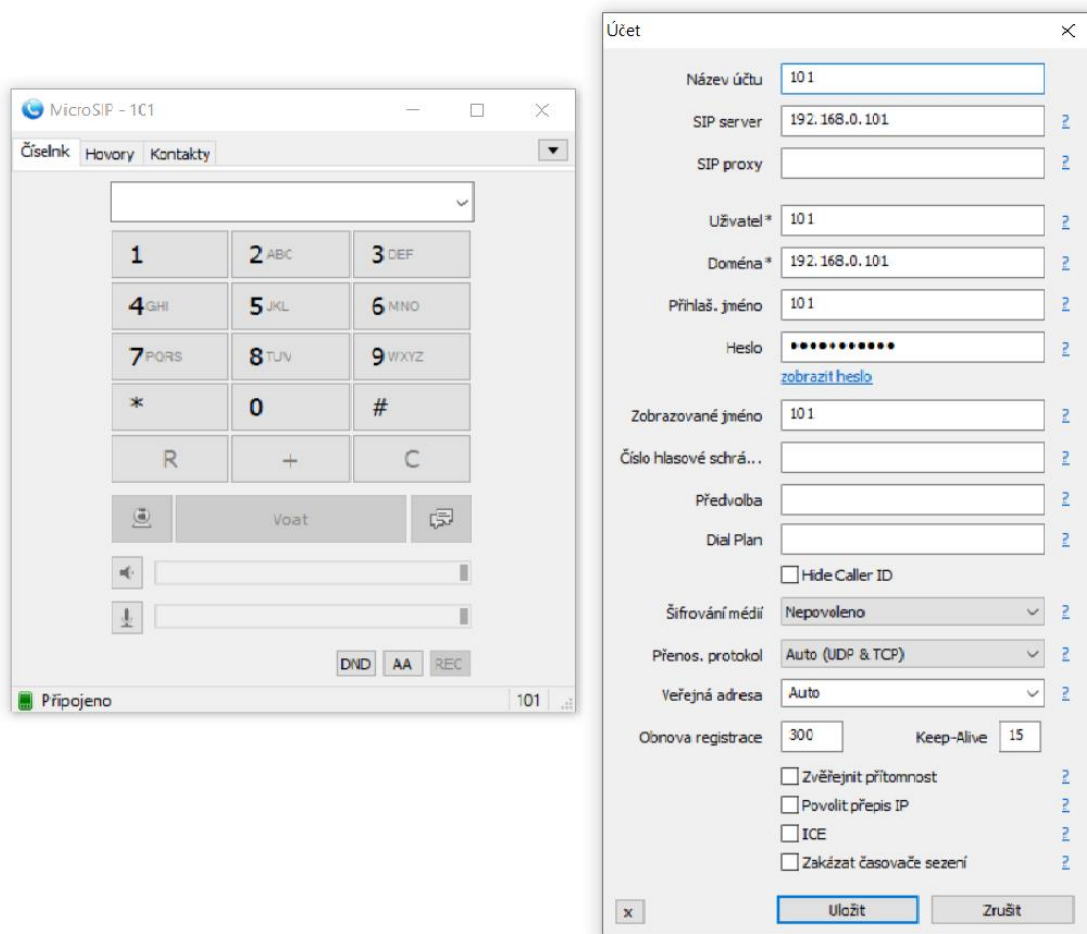 MicroSIP - 101
Číselník Hovory Kontakty
1 2 ABC 3 DEF
4 GHI 5 JKL 6 MNO
7 PQRS 8 TUV 9 WXYZ
* 0 #
R + C
Volat
DND AA REC
Připojeno 101
Účet
Název účtu 101
SIP server 192.168.0.101 ?
SIP proxy ?
Uživatel* 101 ?
Doména* 192.168.0.101 ?
Přihlaš. jméno 101 ?
Heslo ••••••••••• ?
zobrazit heslo
Zobrazované jméno 101 ?
Číslo hlasové schrá... ?
Předvolba ?
Dial Plan ?
Hide Caller ID
Šifrování médií Nepovoleno ?
Přenos. protokol Auto (UDP & TCP) ?
Veřejná adresa Auto ?
Obnova registrace 300 Keep-Alive 15
Zvěřejnit přítomnost ?
Povolit přepis IP ?
ICE ?
Zakázat časovače sezení ?
x Uložit Zrušit